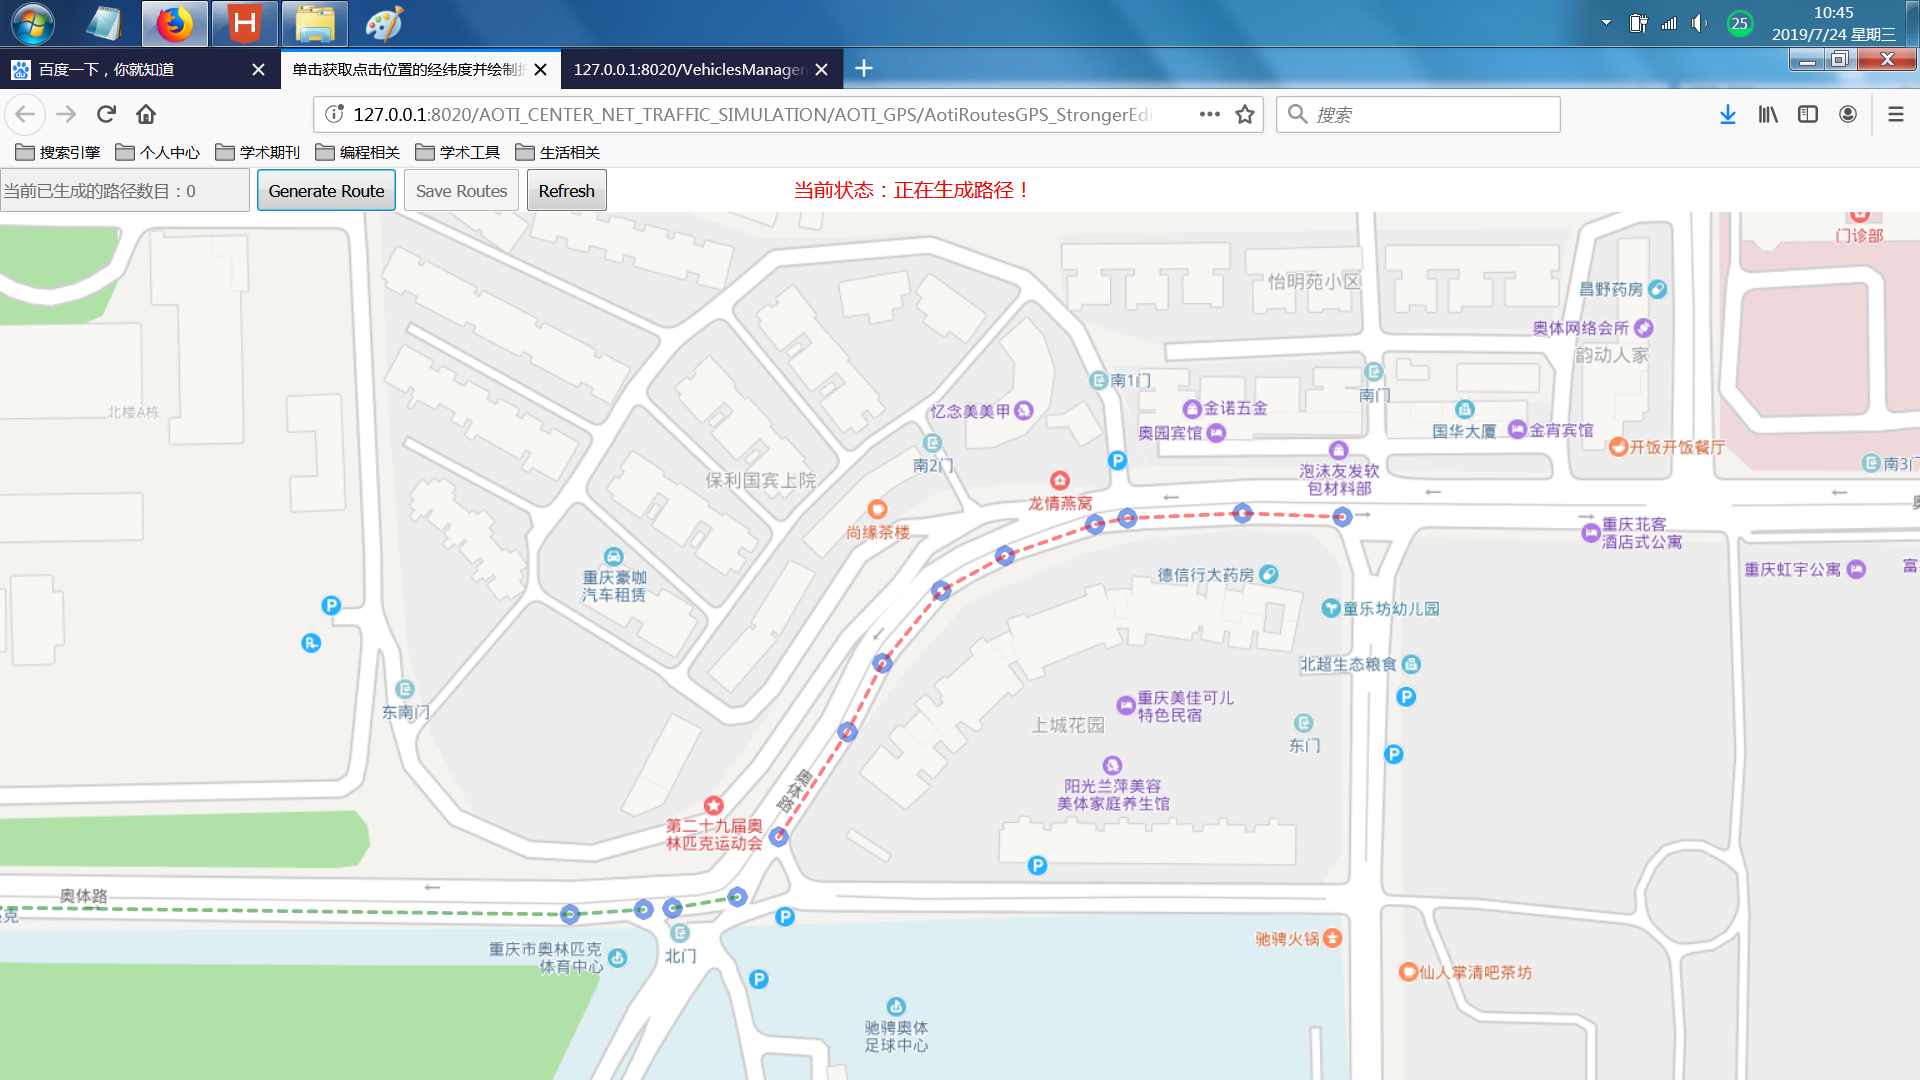 10:45
25
2019/7/24 星期三
百度一下，你就知道
单击获取点击位置的经纬度并绘制折
127.0.0.1:8020/VehiclesManage
127.0.0.1:8020/AOTI_CENTER_NET_TRAFFIC_SIMULATION/AOTI_GPS/AotiRoutesGPS_StrongerEdi
搜索
搜索引擎
个人中心
学术期刊
编程相关
学术工具
生活相关
当前已生成的路径数目：0
Generate Route
Save Routes
Refresh
当前状态：正在生成路径！
门诊部
怡明苑小区
昌野药房
奥体网络会所
韵动人家
南1门
南门
北楼A栋
忆念美美甲
金诺五金
奥园宾馆
国华大厦
金宵宾馆
开饭开饭餐厅
南2门
南3门
保利国宾上院
泡沫友发软
包材料部
龙情燕窝
尚缘茶楼
重庆花客
酒店式公寓
重庆虹宇公寓
富
重庆豪咖
汽车租赁
德信行大药房
童乐坊幼儿园
北超生态粮食
重庆美佳可儿
特色民宿
东南门
上城花园
东门
阳光兰萍美容
美体家庭养生馆
奥体路
第二十九届奥
林匹克运动会
奥体路
克
重庆市奥林匹克
体育中心
北门
驰骋火锅
仙人掌清吧茶坊
驰骋奥体
足球中心